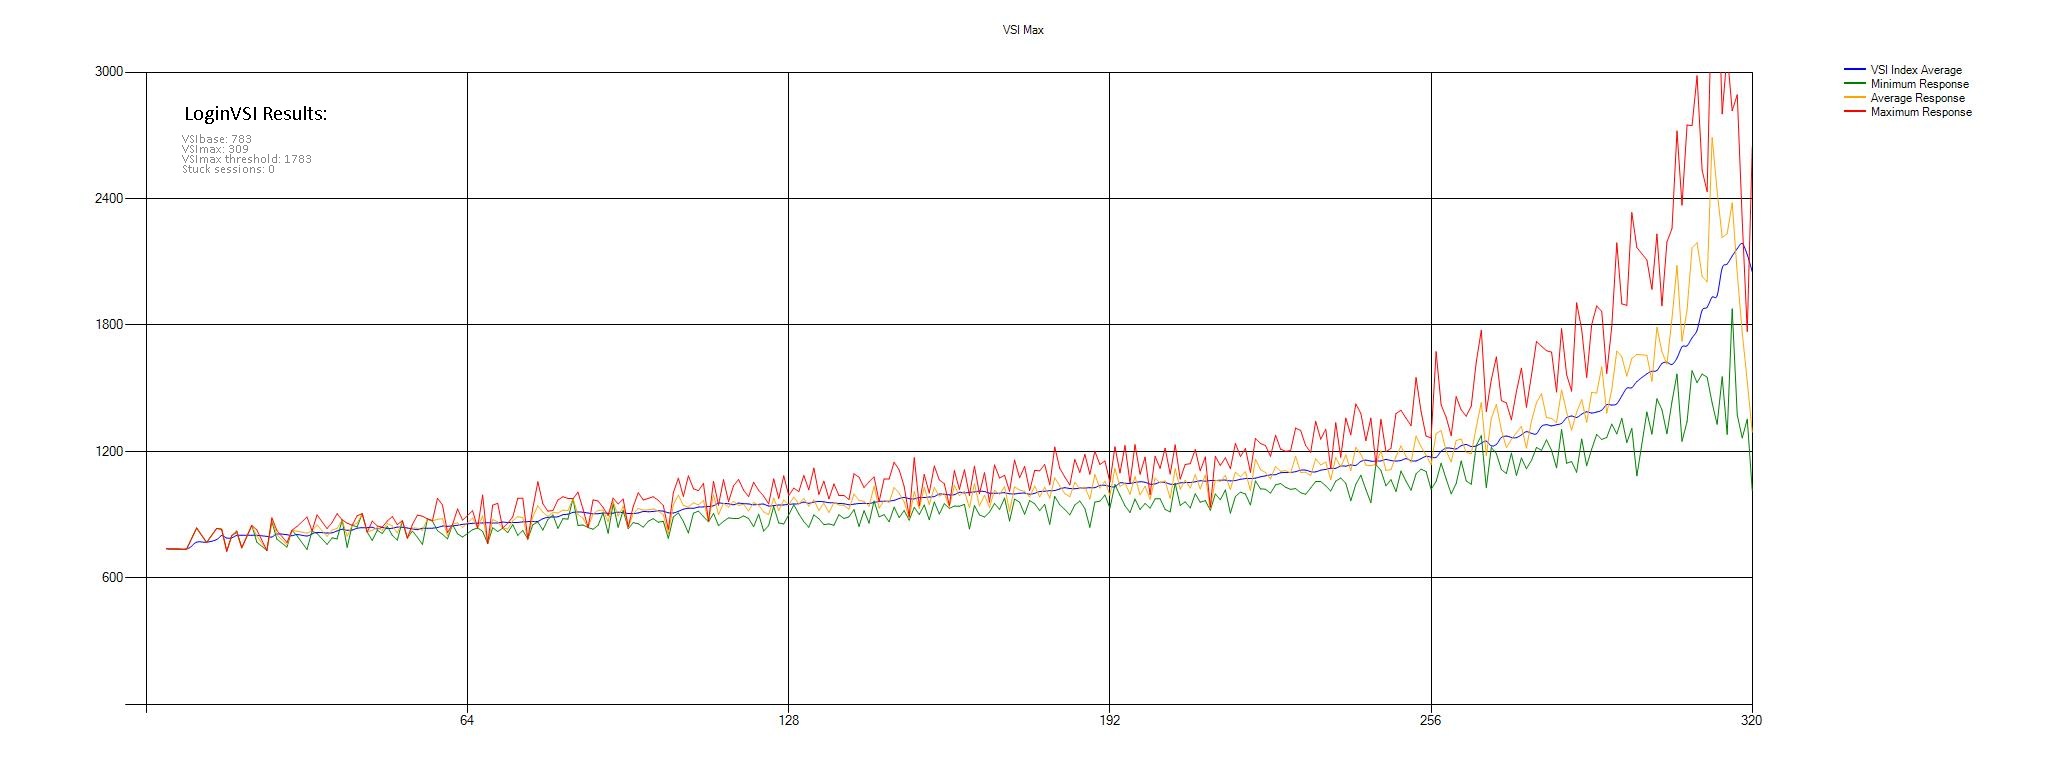 VSI Max
3000
2400
1800
1200
600
LoginVSI Results:
VSIbase: 783
VSImax: 309
VSImax threshold: 1783
Stuck sessions: 0
VSI Index Average
Minimum Response
Average Response
Maximum Response
64
128
192
256
320